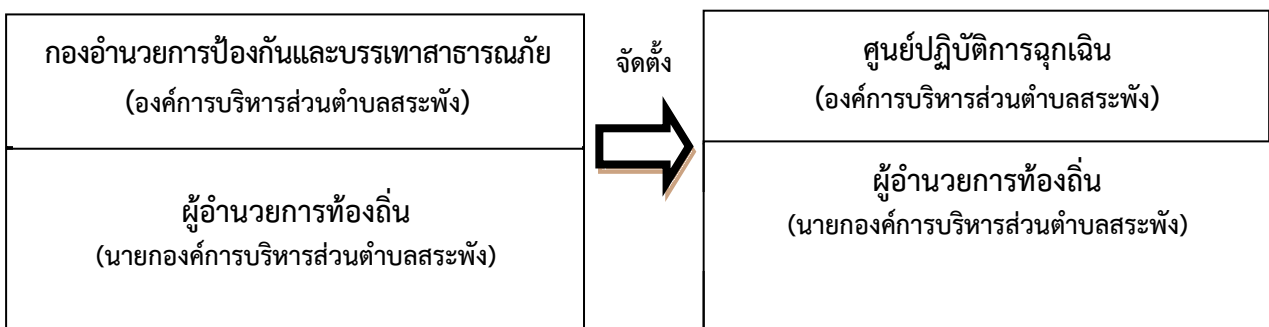 กองอำนวยการป้องกันและบรรเทาสาธารณภัย
(องค์การบริหารส่วนตำบลสระพัง)
ผู้อำนวยการท้องถิ่น
(นายกองค์การบริหารส่วนตำบลสระพัง)
จัดตั้ง
ศูนย์ปฏิบัติการฉุกเฉิน
(องค์การบริหารส่วนตำบลสระพัง)
ผู้อำนวยการท้องถิ่น
(นายกองค์การบริหารส่วนตำบลสระพัง)